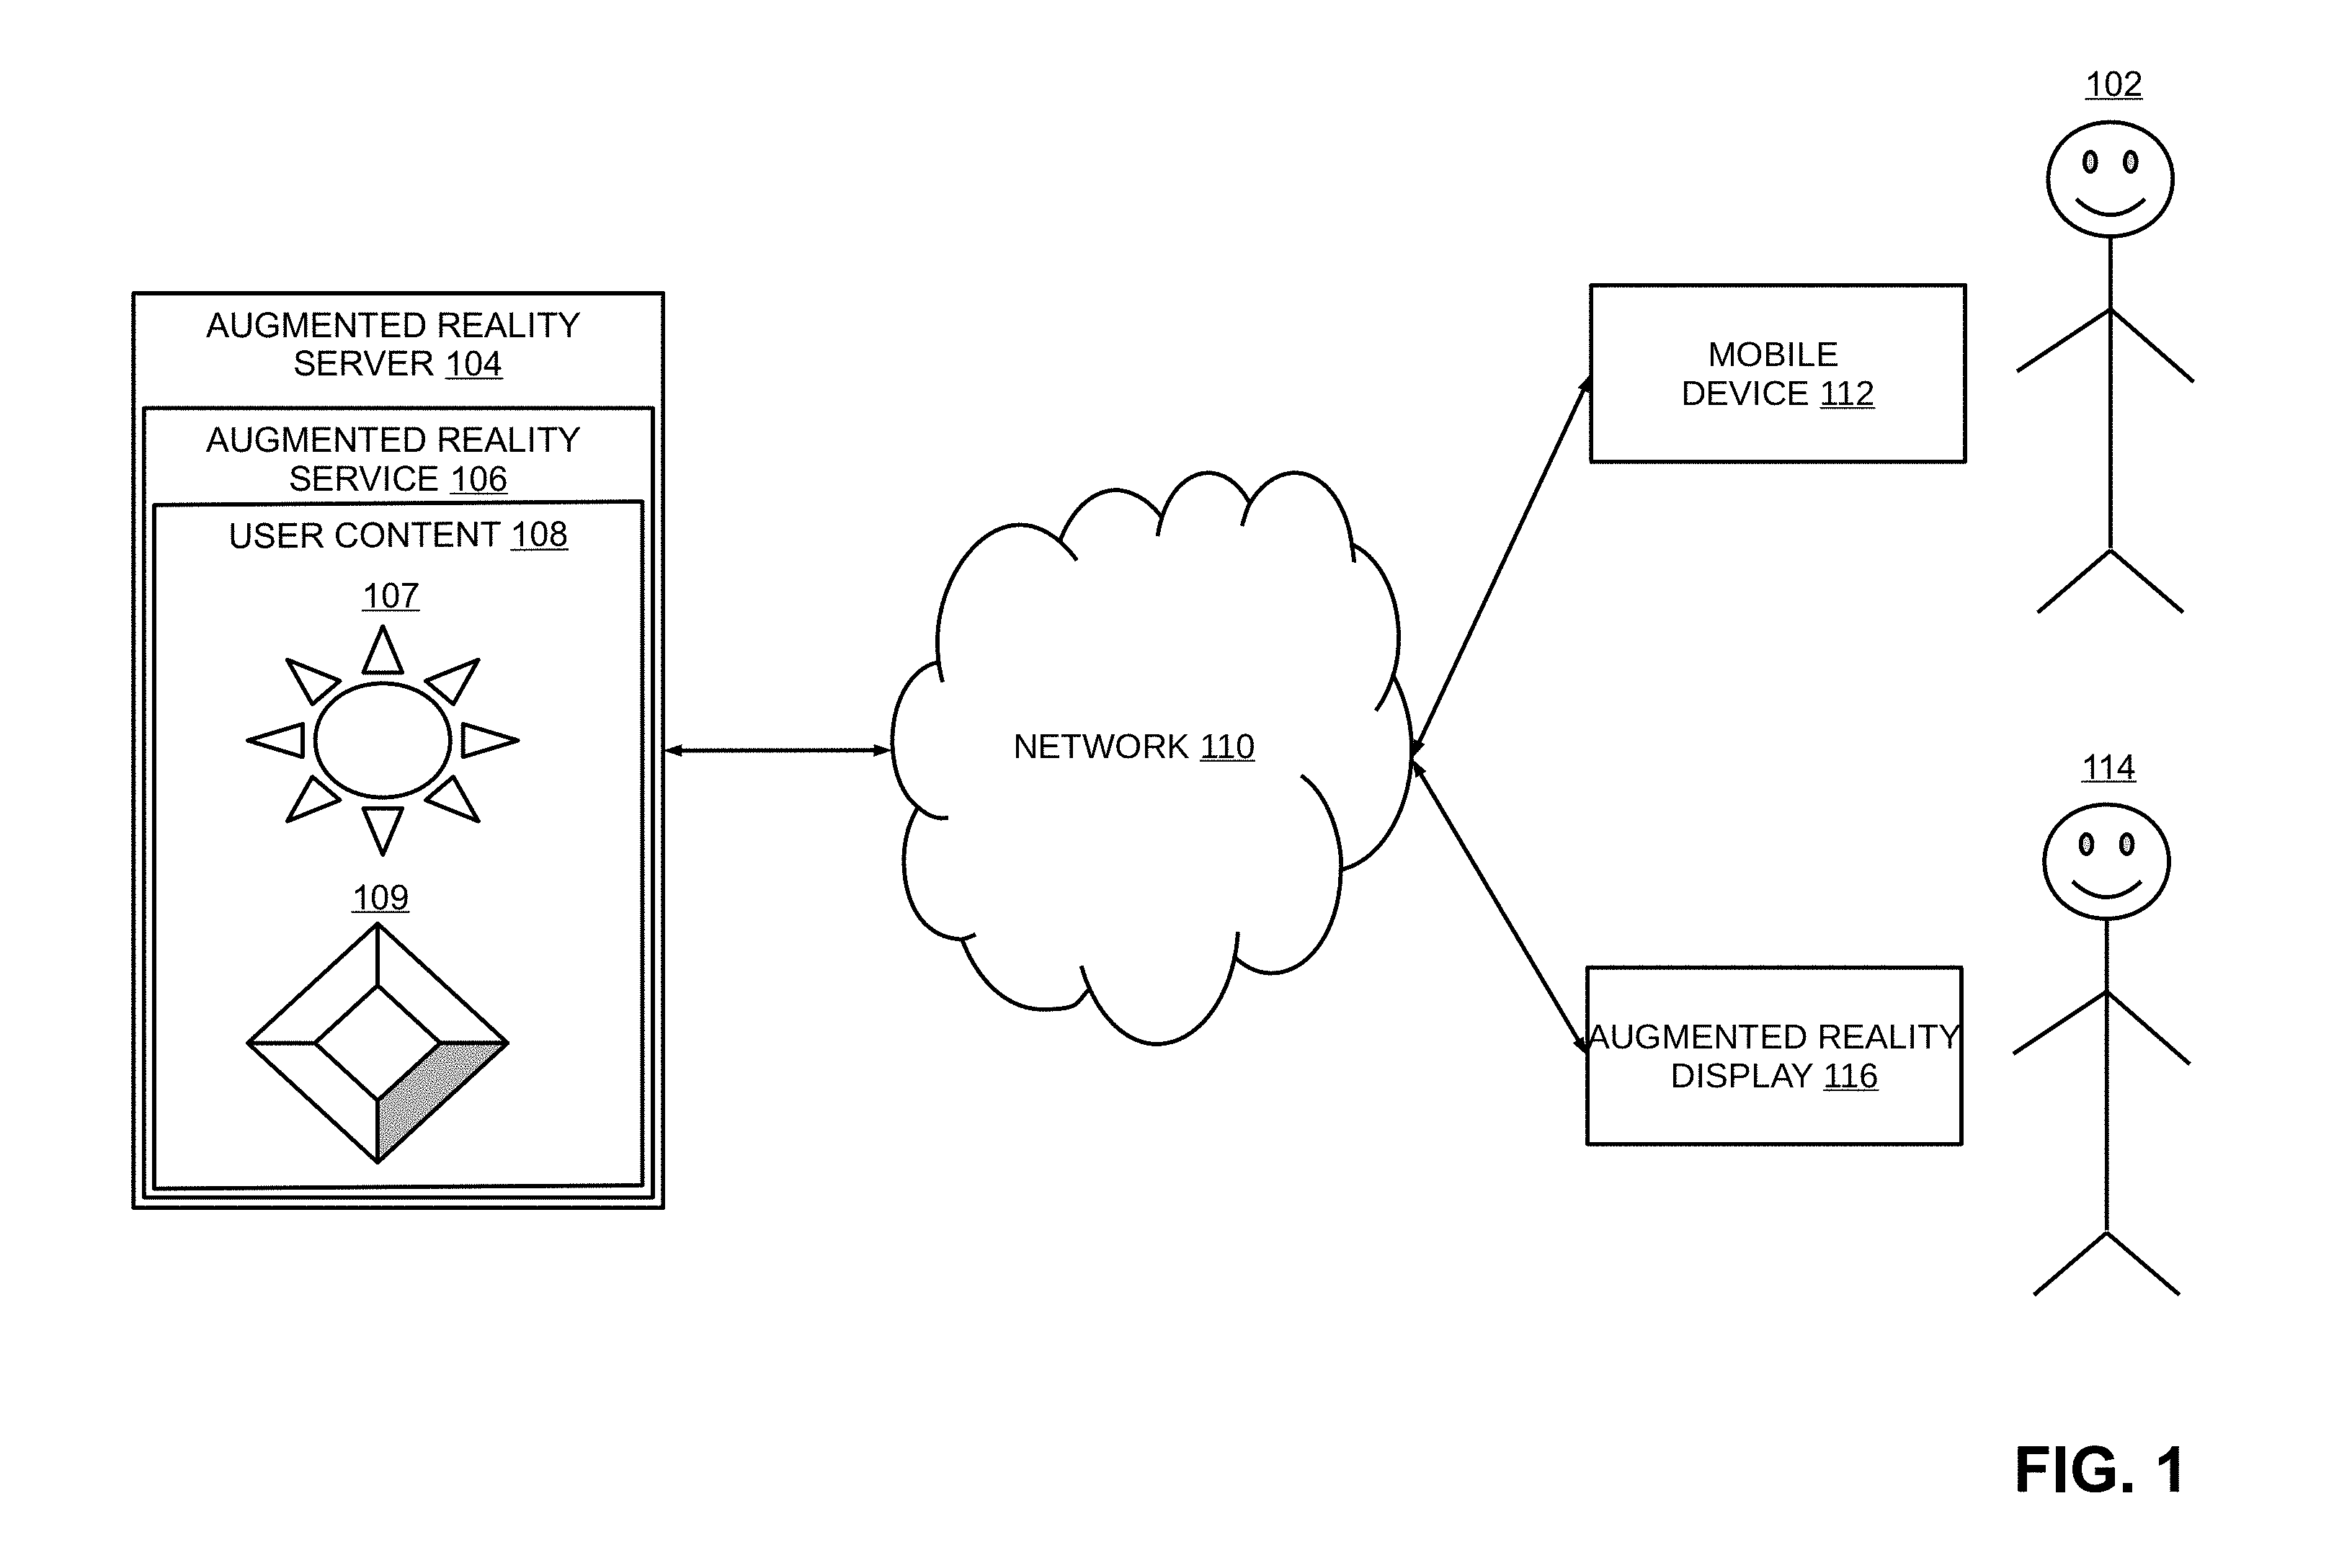 AUGMENTED REALITY
SERVER 104
AUGMENTED REALITY
SERVICE 106
USER CONTENT 108
107
109
NETWORK 110
102
MOBILE
DEVICE 112
114
AUGMENTED REALITY
DISPLAY 116
FIG. 1